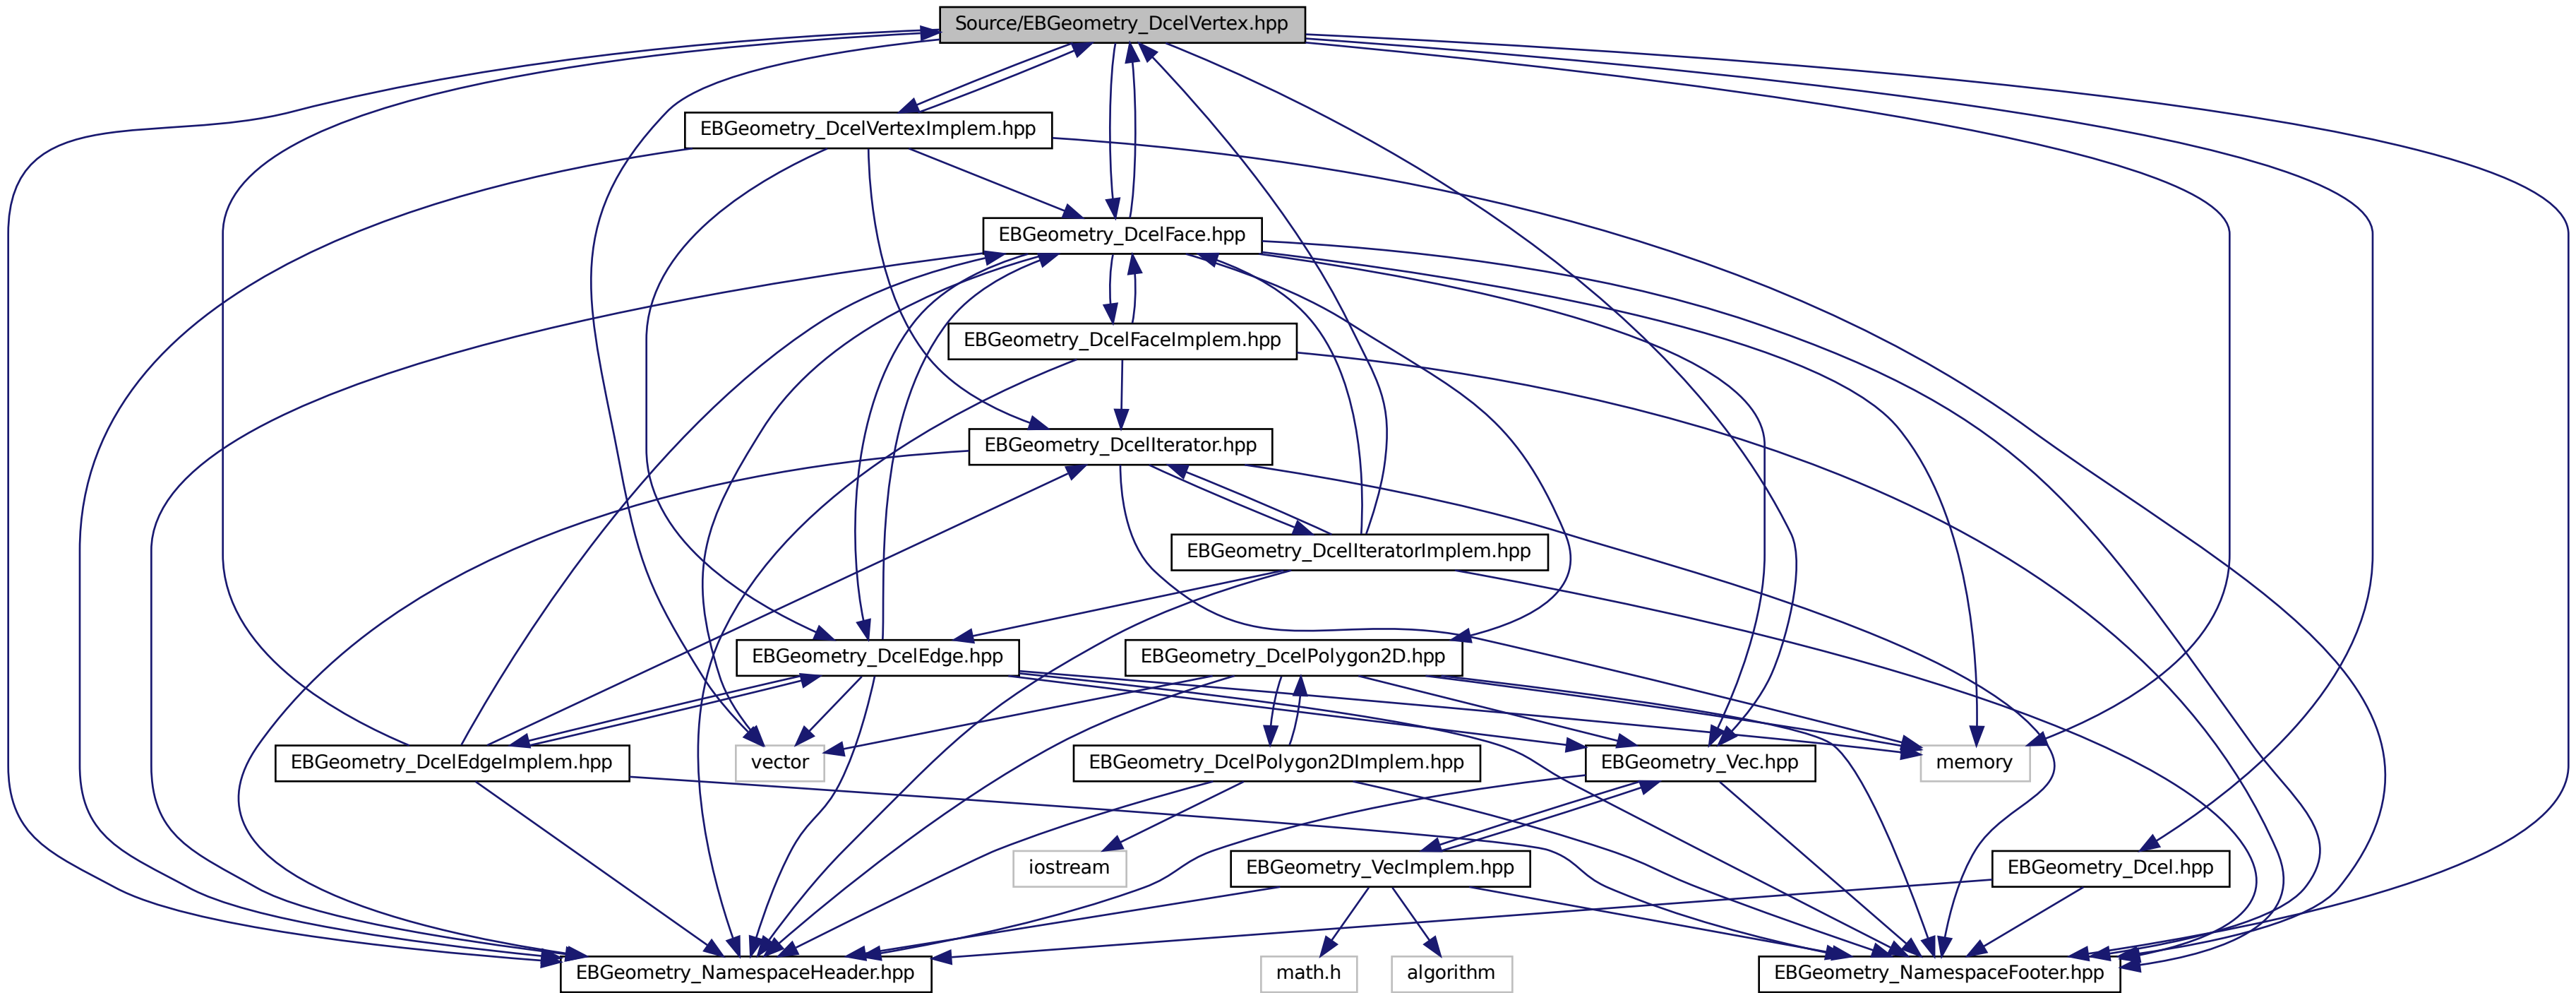 Source/EBGeometry_DcelVertex.hpp
EBGeometry_DcelVertexImplem.hpp
EBGeometry_DcelFace.hpp
EBGeometry_DcelFaceImplem.hpp
EBGeometry_DcelIterator.hpp
EBGeometry_DcelIteratorImplem.hpp
EBGeometry_DcelEdge.hpp
EBGeometry_DcelPolygon2D.hpp
EBGeometry_DcelEdgeImplem.hpp
vector
EBGeometry_DcelPolygon2DImplem.hpp
EBGeometry_Vec.hpp
memory
iostream
EBGeometry_VecImplem.hpp
EBGeometry_Dcel.hpp
EBGeometry_NamespaceHeader.hpp
math.h
algorithm
EBGeometry_NamespaceFooter.hpp